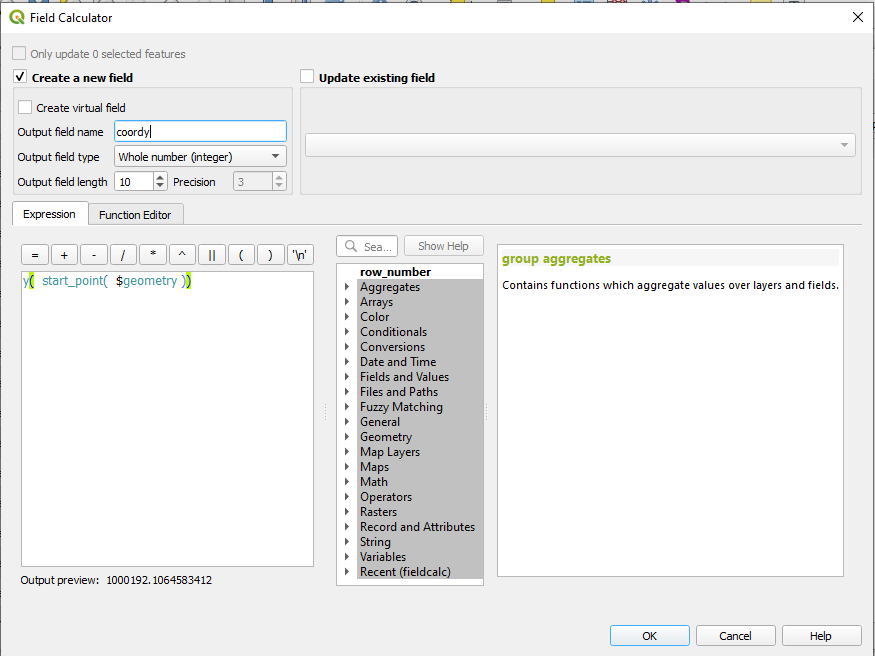 Field Calculator
Only update 0 selected features
Create a new field
Update existing field
Create virtual field
Output field name coordy
Output field type Whole number (integer)
Output field length 10 Precision 3
Expression Function Editor
= + - / * ^ || ( ) '\n'
Sea... Show Help
y( start_point( $geometry ))
row_number
Aggregates
Arrays
Color
Conditionals
Conversions
Date and Time
Fields and Values
Files and Paths
Fuzzy Matching
General
Geometry
Map Layers
Maps
Math
Operators
Rasters
Record and Attributes
String
Variables
Recent (fieldcalc)
group aggregates
Contains functions which aggregate values over layers and fields.
Output preview: 1000192.1064583412
OK Cancel Help